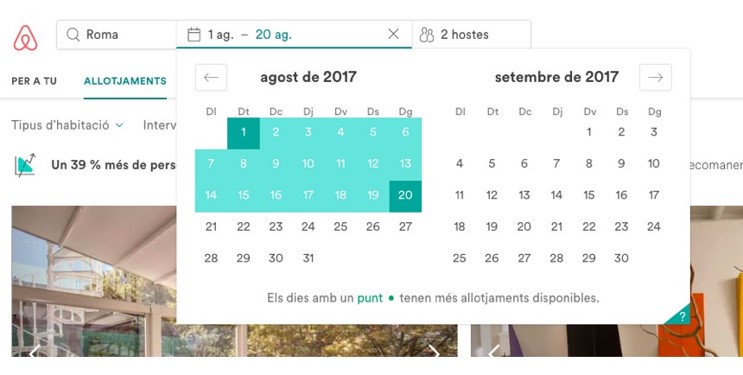 Roma
1 ag. – 20 ag.
2 hostes
PER A TU
ALLOTJAMENTS
agost de 2017
setembre de 2017
Dl Dt Dc Dj Dv Ds Dg
1 2 3 4 5 6
7 8 9 10 11 12 13
14 15 16 17 18 19 20
21 22 23 24 25 26 27
28 29 30 31
Dl Dt Dc Dj Dv Ds Dg
1 2 3
4 5 6 7 8 9 10
11 12 13 14 15 16 17
18 19 20 21 22 23 24
25 26 27 28 29 30
Els dies amb un punt • tenen més allotjaments disponibles.
?
Tipus d'habitació
Interv
Un 39 % més de pers
ecomaner